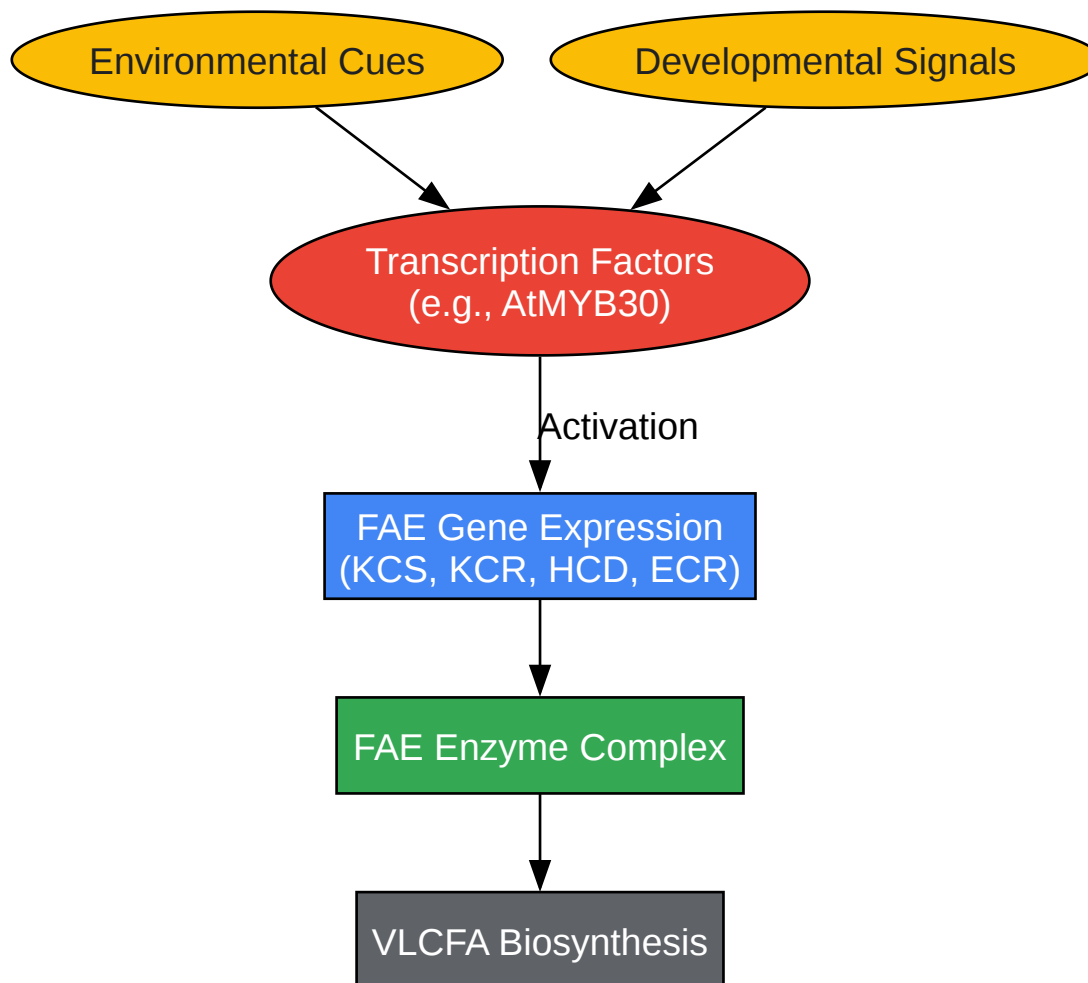 Environmental Cues
Developmental Signals
Transcription Factors
(e.g., AtMYB30)
Activation
FAE Gene Expression
(KCS, KCR, HCD, ECR)
FAE Enzyme Complex
VLCFA Biosynthesis